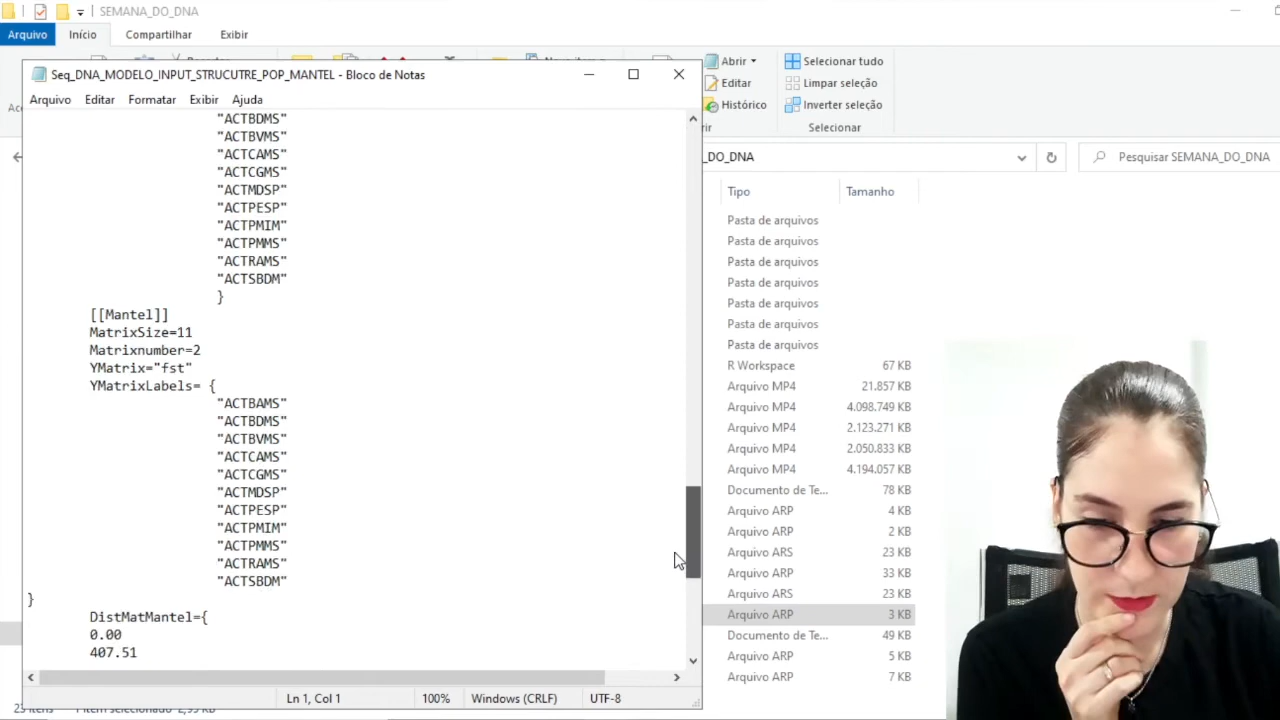 SEMANA_DO_DNA
Arquivo
Início
Compartilhar
Exibir
Abrir
Selecionar tudo
Editar
Limpar seleção
Histórico
Inverter seleção
Selecionar
_DO_DNA
Pesquisar SEMANA_DO_DNA
Tipo
Tamanho
Pasta de arquivos
Pasta de arquivos
Pasta de arquivos
Pasta de arquivos
Pasta de arquivos
Pasta de arquivos
Pasta de arquivos
R Workspace 67 KB
Arquivo MP4 21.857 KB
Arquivo MP4 4.098.749 KB
Arquivo MP4 2.123.271 KB
Arquivo MP4 2.050.833 KB
Arquivo MP4 4.194.057 KB
Documento de Te... 78 KB
Arquivo ARP 4 KB
Arquivo ARP 2 KB
Arquivo ARS 23 KB
Arquivo ARP 33 KB
Arquivo ARS 23 KB
Arquivo ARP 3 KB
Documento de Te... 49 KB
Arquivo ARP 5 KB
Arquivo ARP 7 KB
Seq_DNA_MODELO_INPUT_STRUCUTRE_POP_MANTEL - Bloco de Notas
Arquivo Editar Formatar Exibir Ajuda
"ACTBDMS"
"ACTBVMS"
"ACTCAMS"
"ACTCGMS"
"ACTMDSP"
"ACTPESP"
"ACTPMIM"
"ACTPMMS"
"ACTRAMS"
"ACTSBDM"
}
[[Mantel]]
MatrixSize=11
Matrixnumber=2
YMatrix="fst"
YMatrixLabels= {
"ACTBAMS"
"ACTBDMS"
"ACTBVMS"
"ACTCAMS"
"ACTCGMS"
"ACTMDSP"
"ACTPESP"
"ACTPMIM"
"ACTPMMS"
"ACTRAMS"
"ACTSBDM"
}
DistMatMantel={
0.00
407.51
Ln 1, Col 1
100%
Windows (CRLF)
UTF-8